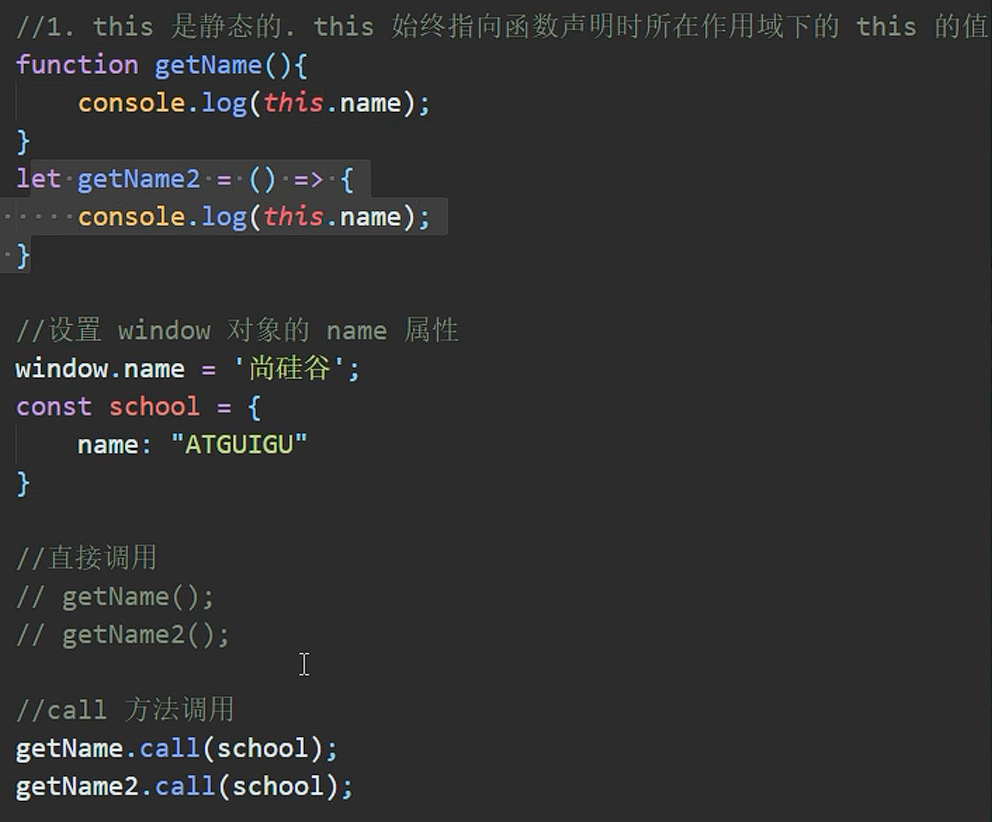 //1. this 是静态的. this 始终指向函数声明时所在作用域下的 this 的值
function getName(){
    console.log(this.name);
}
let getName2 = () => {
    console.log(this.name);
}
//设置 window 对象的 name 属性
window.name = '尚硅谷';
const school = {
    name: "ATGUIGU"
}
//直接调用
// getName();
// getName2();
//call 方法调用
getName.call(school);
getName2.call(school);